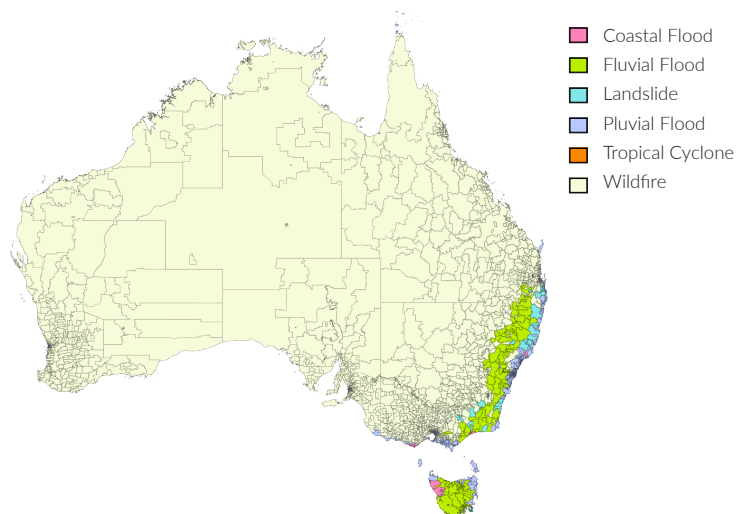 Coastal Flood
Fluvial Flood
Landslide
Pluvial Flood
Tropical Cyclone
Wildfire